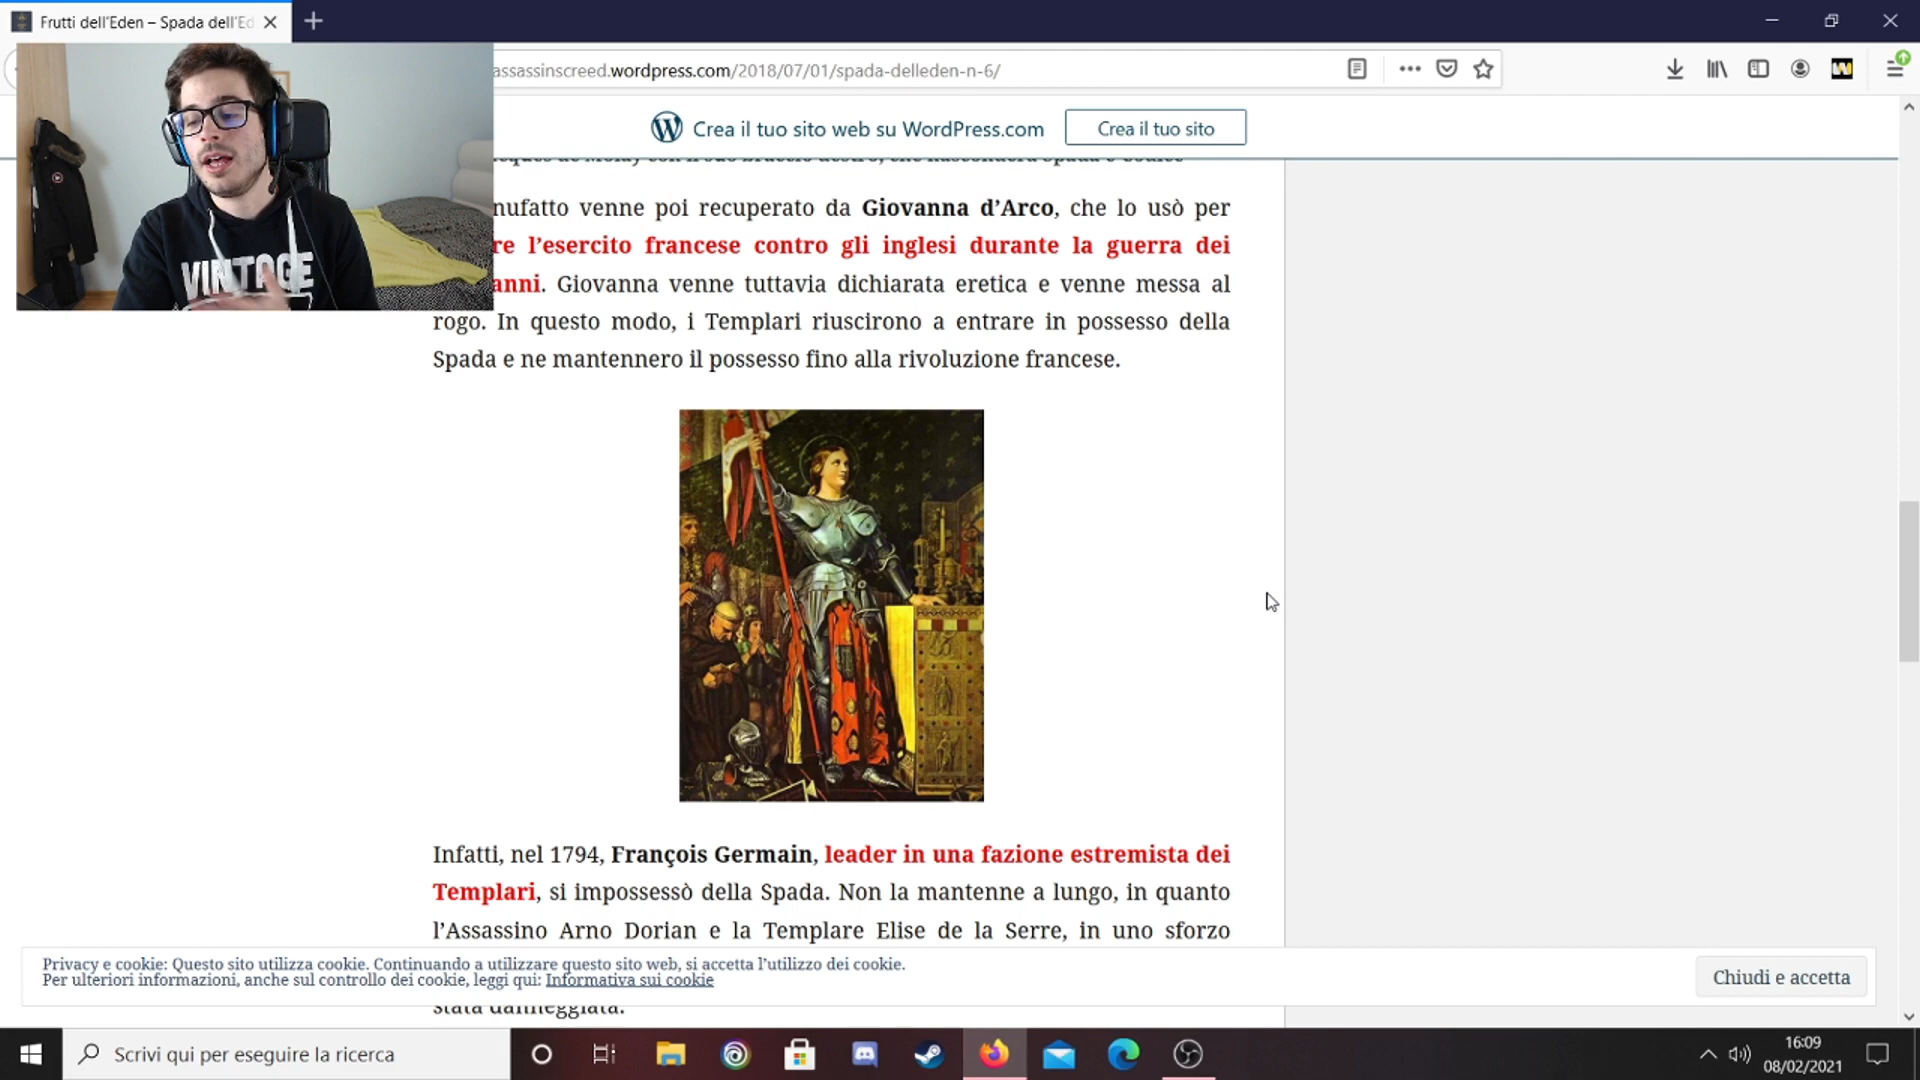 Frutti dell'Eden – Spada dell'Ed
assassinscreed.wordpress.com/2018/07/01/spada-delleden-n-6/
Crea il tuo sito web su WordPress.com
Crea il tuo sito
nufatto venne poi recuperato da Giovanna d'Arco, che lo usò per
re l'esercito francese contro gli inglesi durante la guerra dei
anni. Giovanna venne tuttavia dichiarata eretica e venne messa al
rogo. In questo modo, i Templari riuscirono a entrare in possesso della
Spada e ne mantennero il possesso fino alla rivoluzione francese.
VINTAGE
Infatti, nel 1794, François Germain, leader in una fazione estremista dei
Templari, si impossessò della Spada. Non la mantenne a lungo, in quanto
l'Assassino Arno Dorian e la Templare Elise de la Serre, in uno sforzo
Privacy e cookie: Questo sito utilizza cookie. Continuando a utilizzare questo sito web, si accetta l'utilizzo dei cookie.
Per ulteriori informazioni, anche sul controllo dei cookie, leggi qui: Informativa sui cookie
Chiudi e accetta
stata danneggiata.
Scrivi qui per eseguire la ricerca
16:09
08/02/2021